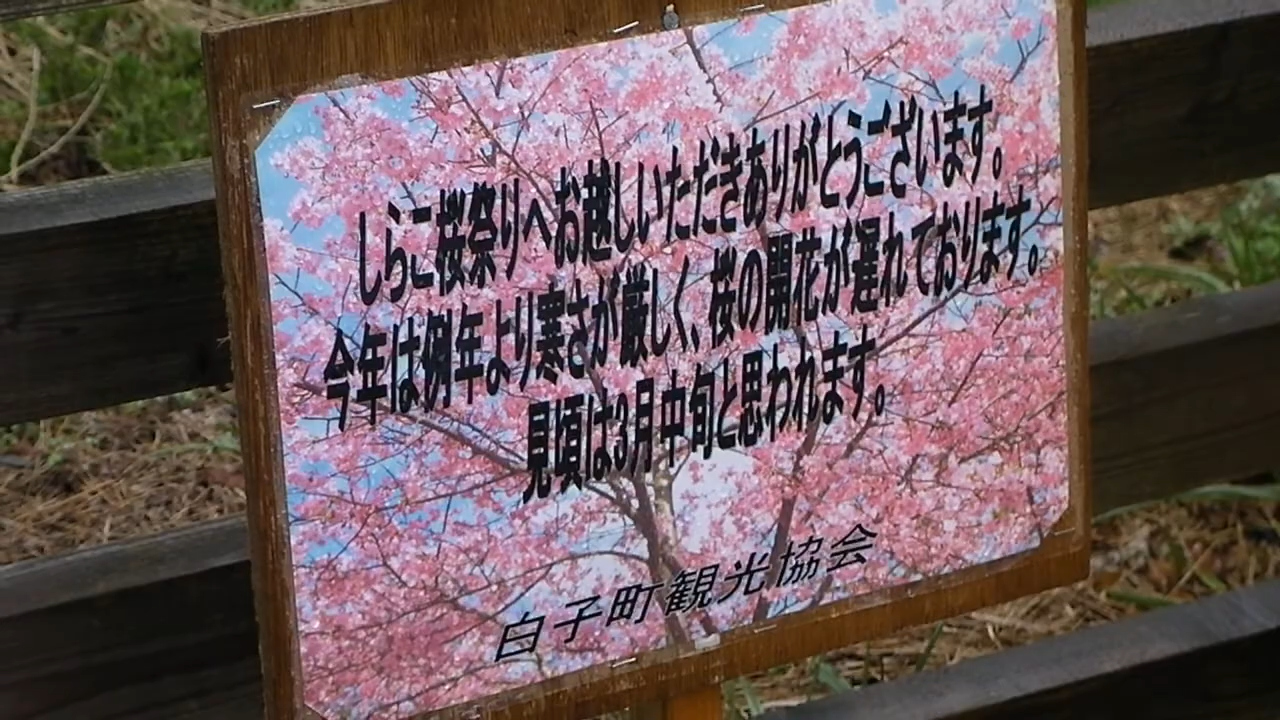 しらこ桜祭りへお越しいただきありがとうございます。
今年は例年より寒さが厳しく、桜の開花が遅れております。
見頃は3月中旬と思われます。
白子町観光協会